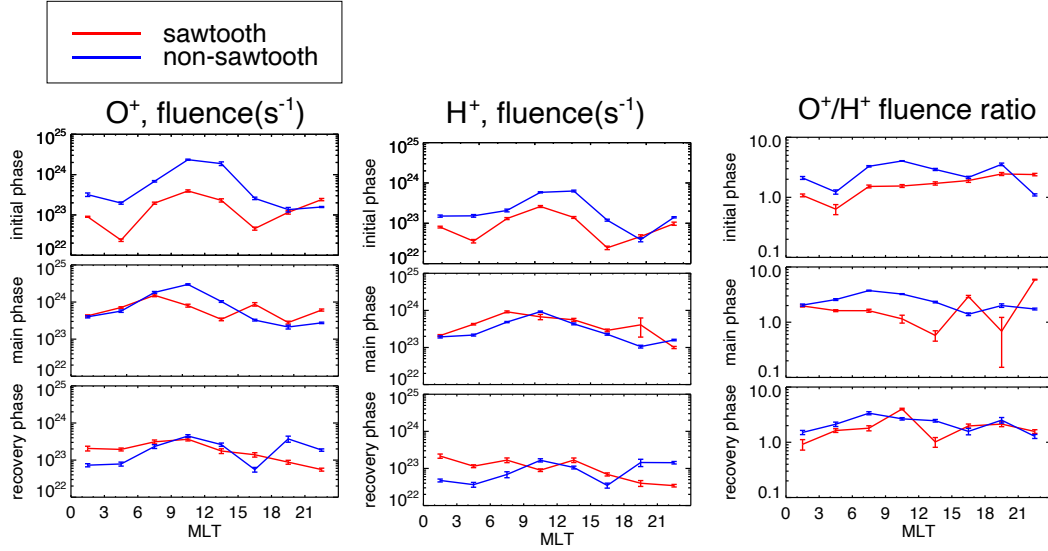 sawtooth
non-sawtooth
O⁺, fluence(s⁻¹)
initial phase
10²⁵
10²⁴
10²³
10²²
main phase
10²⁵
10²⁴
10²³
10²²
recovery phase
10²⁵
10²⁴
10²³
10²²
0 3 6 9 12 15 18 21
MLT
H⁺, fluence(s⁻¹)
initial phase
10²⁵
10²⁴
10²³
10²²
main phase
10²⁵
10²⁴
10²³
10²²
recovery phase
10²⁵
10²⁴
10²³
10²²
0 3 6 9 12 15 18 21
MLT
O⁺/H⁺ fluence ratio
initial phase
10.0
1.0
0.1
main phase
10.0
1.0
0.1
recovery phase
10.0
1.0
0.1
0 3 6 9 12 15 18 21
MLT